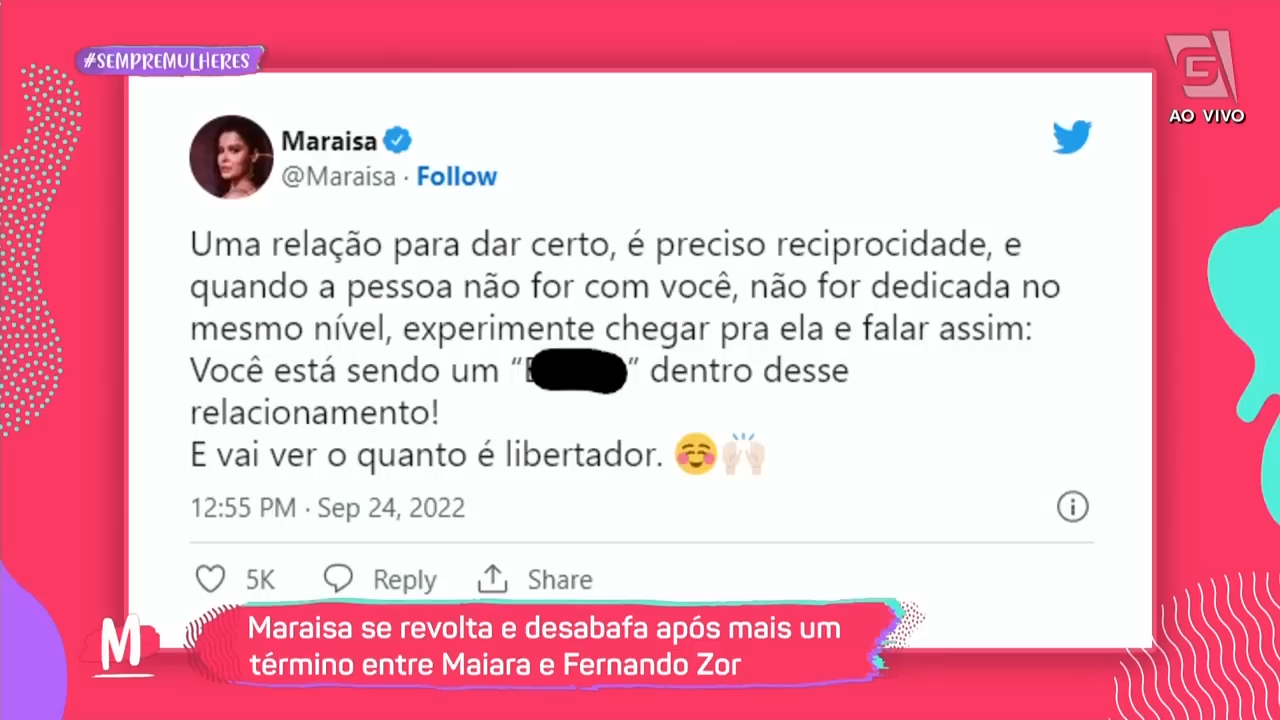 #SEMPREMULHERES
G
AO VIVO
Maraisa
@Maraisa · Follow
Uma relação para dar certo, é preciso reciprocidade, e
quando a pessoa não for com você, não for dedicada no
mesmo nível, experimente chegar pra ela e falar assim:
Você está sendo um “ ” dentro desse
relacionamento!
E vai ver o quanto é libertador. ☺️🙌🏻
12:55 PM · Sep 24, 2022
5K Reply Share
M
Maraisa se revolta e desabafa após mais um
término entre Maiara e Fernando Zor